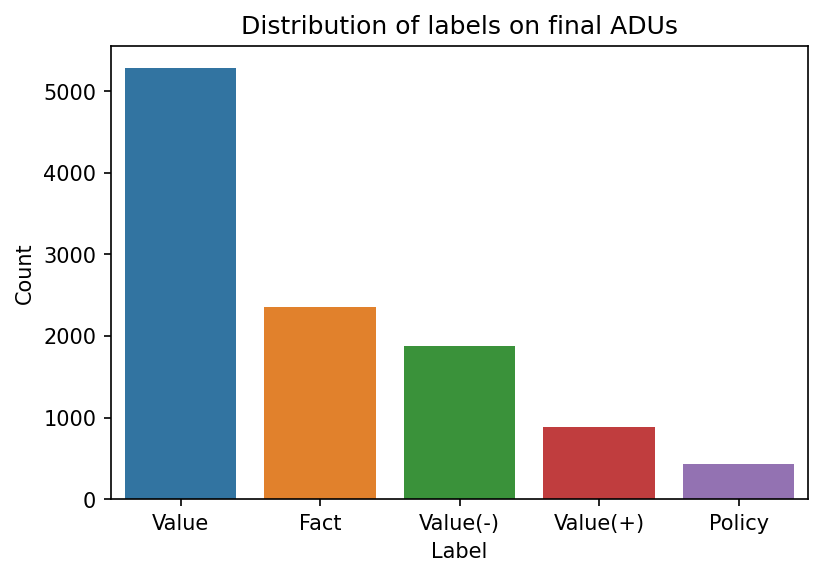 Distribution of labels on final ADUs
Count
5000
4000
3000
2000
1000
0
Value
Fact
Value(-)
Value(+)
Policy
Label